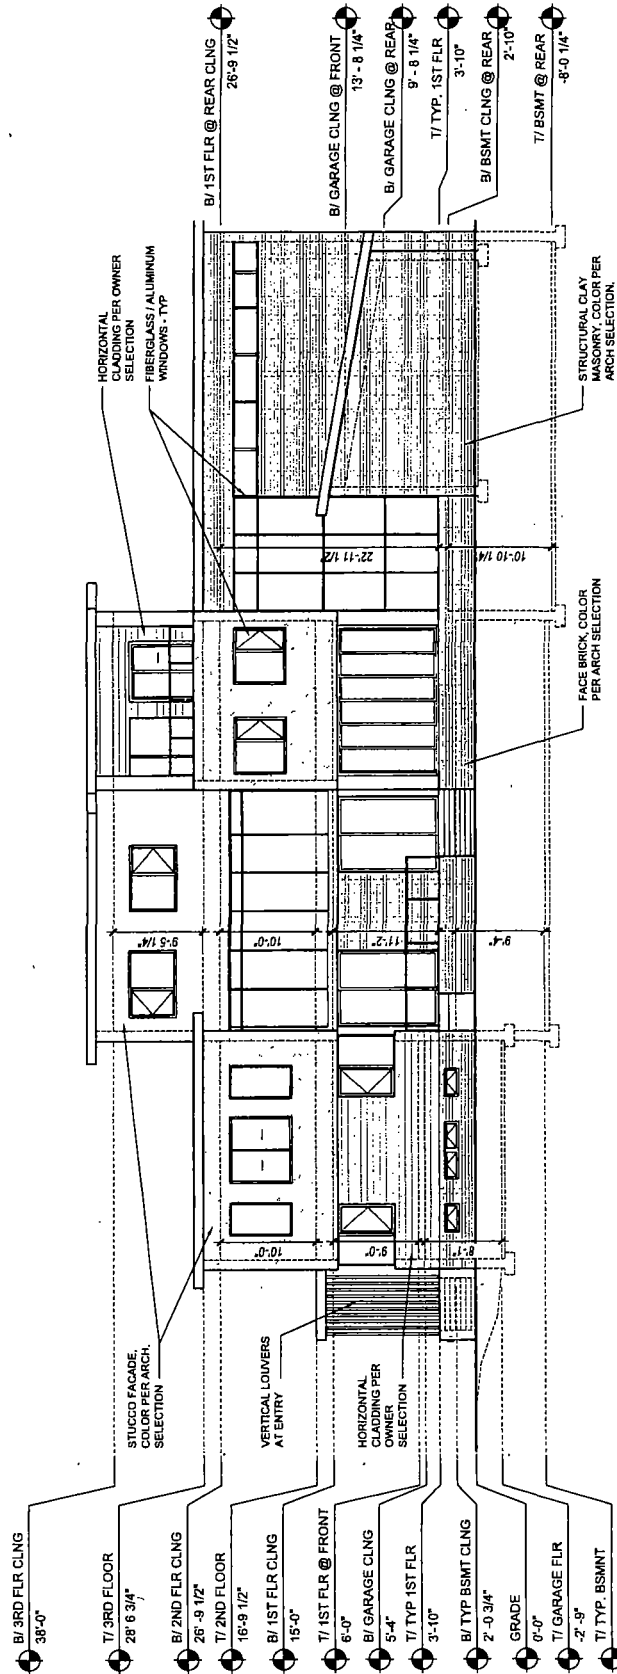 B/ 3RD FLR CLNG
38'-0"
T/ 3RD FLOOR
28' 6 3/4"
B/ 2ND FLR CLNG
26' -9 1/2"
T/ 2ND FLOOR
16'-9 1/2"
B/ 1ST FLR CLNG
15'-0"
T/ 1ST FLR @ FRONT
6'-0"
B/ GARAGE CLNG
5'-4"
T/ TYP 1ST FLR
3'-10"
B/ TYP BSMT CLNG
2' -0 3/4"
GRADE
0'-0"
T/ GARAGE FLR
-2' -9"
T/ TYP. BSMNT
STUCCO FACADE,
COLOR PER ARCH.
SELECTION
VERTICAL LOUVERS
AT ENTRY
HORIZONTAL
CLADDING PER
OWNER
SELECTION
10'-0"
9'-0"
8'-1"
9'-5 1/4"
10'-0"
11'-2"
9'-4"
22'-11 1/2"
10'-10 1/4"
HORIZONTAL
CLADDING PER OWNER
SELECTION
FIBERGLASS / ALUMINUM
WINDOWS - TYP
FACE BRICK, COLOR
PER ARCH SELECTION
STRUCTURAL CLAY
MASONRY, COLOR PER
ARCH SELECTION.
B/ 1ST FLR @ REAR CLNG
26'-9 1/2"
B/ GARAGE CLNG @ FRONT
13' - 8 1/4"
B/ GARAGE CLNG @ REAR
9' - 8 1/4"
T/ TYP. 1ST FLR
3'-10"
B/ BSMT CLNG @ REAR
2'-10"
T/ BSMT @ REAR
-8'-0 1/4"